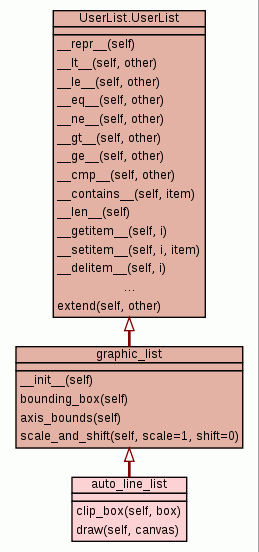 UserList.UserList
__repr__(self)
__lt__(self, other)
__le__(self, other)
__eq__(self, other)
__ne__(self, other)
__gt__(self, other)
__ge__(self, other)
__cmp__(self, other)
__contains__(self, item)
__len__(self)
__getitem__(self, i)
__setitem__(self, i, item)
__delitem__(self, i)
...
extend(self, other)
graphic_list
__init__(self)
bounding_box(self)
axis_bounds(self)
scale_and_shift(self, scale=1, shift=0)
auto_line_list
clip_box(self, box)
draw(self, canvas)